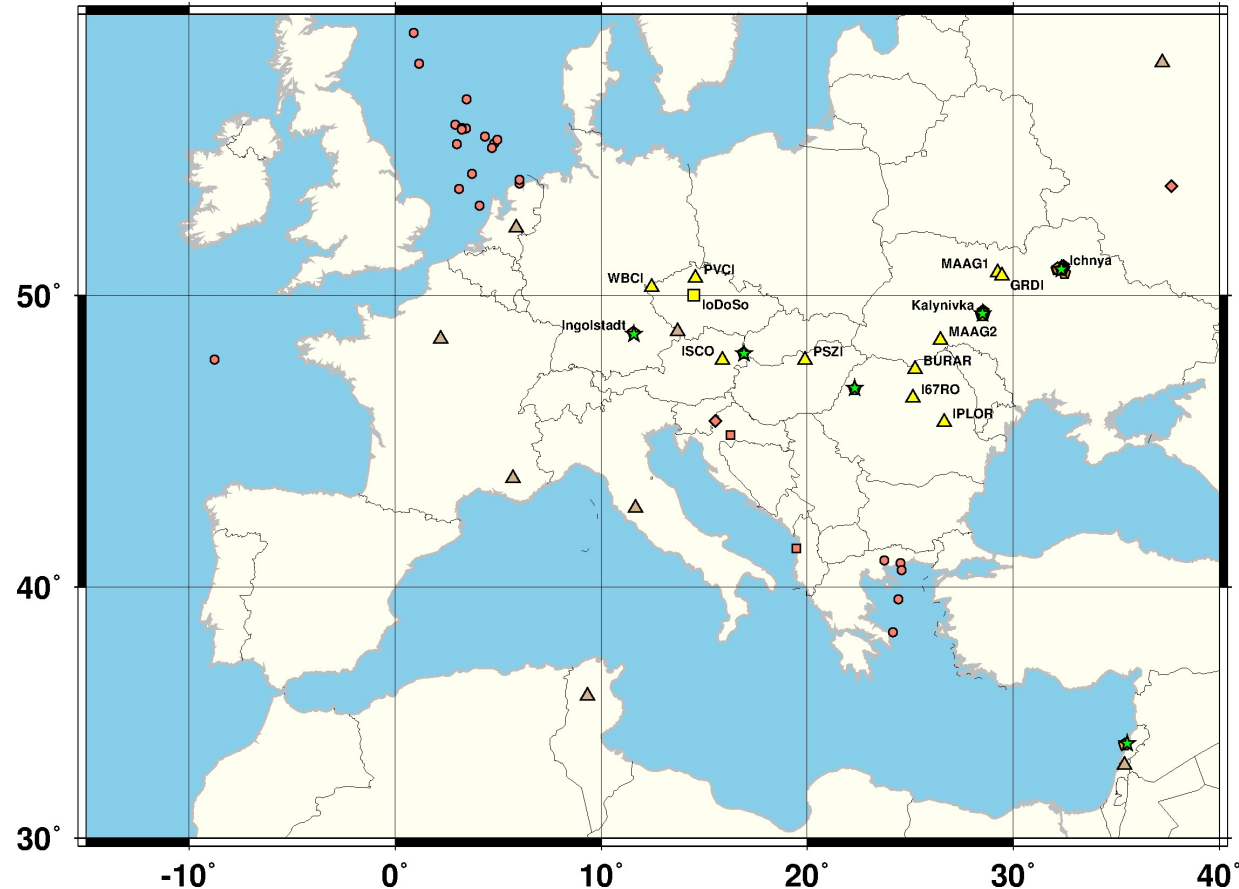 MAAG1
Ichnya
WBCI
PVCI
GRDI
50°
IoDoSo
Kalynivka
Ingolstadt
MAAG2
ISCO
PSZI
BURAR
I67RO
IPLOR
40°
30°
-10°
0°
10°
20°
30°
40°